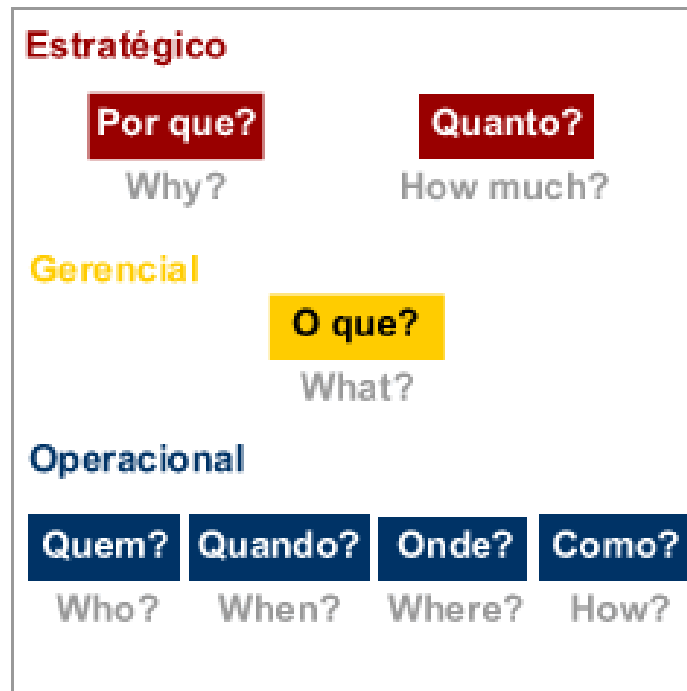 Estratégico
Por que? Quanto?
Why? How much?
Gerencial
O que?
What?
Operacional
Quem? Quando? Onde? Como?
Who? When? Where? How?